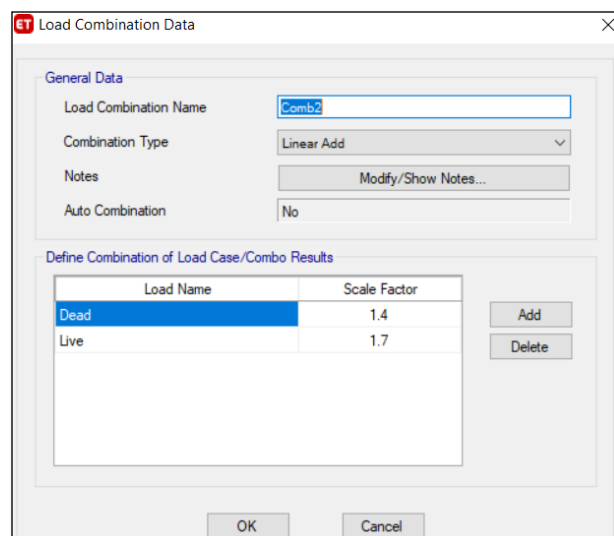 ET Load Combination Data
General Data
Load Combination Name Comb2
Combination Type Linear Add
Notes Modify/Show Notes...
Auto Combination No
Define Combination of Load Case/Combo Results
Load Name Scale Factor
Dead 1.4 Add
Live 1.7 Delete
OK Cancel